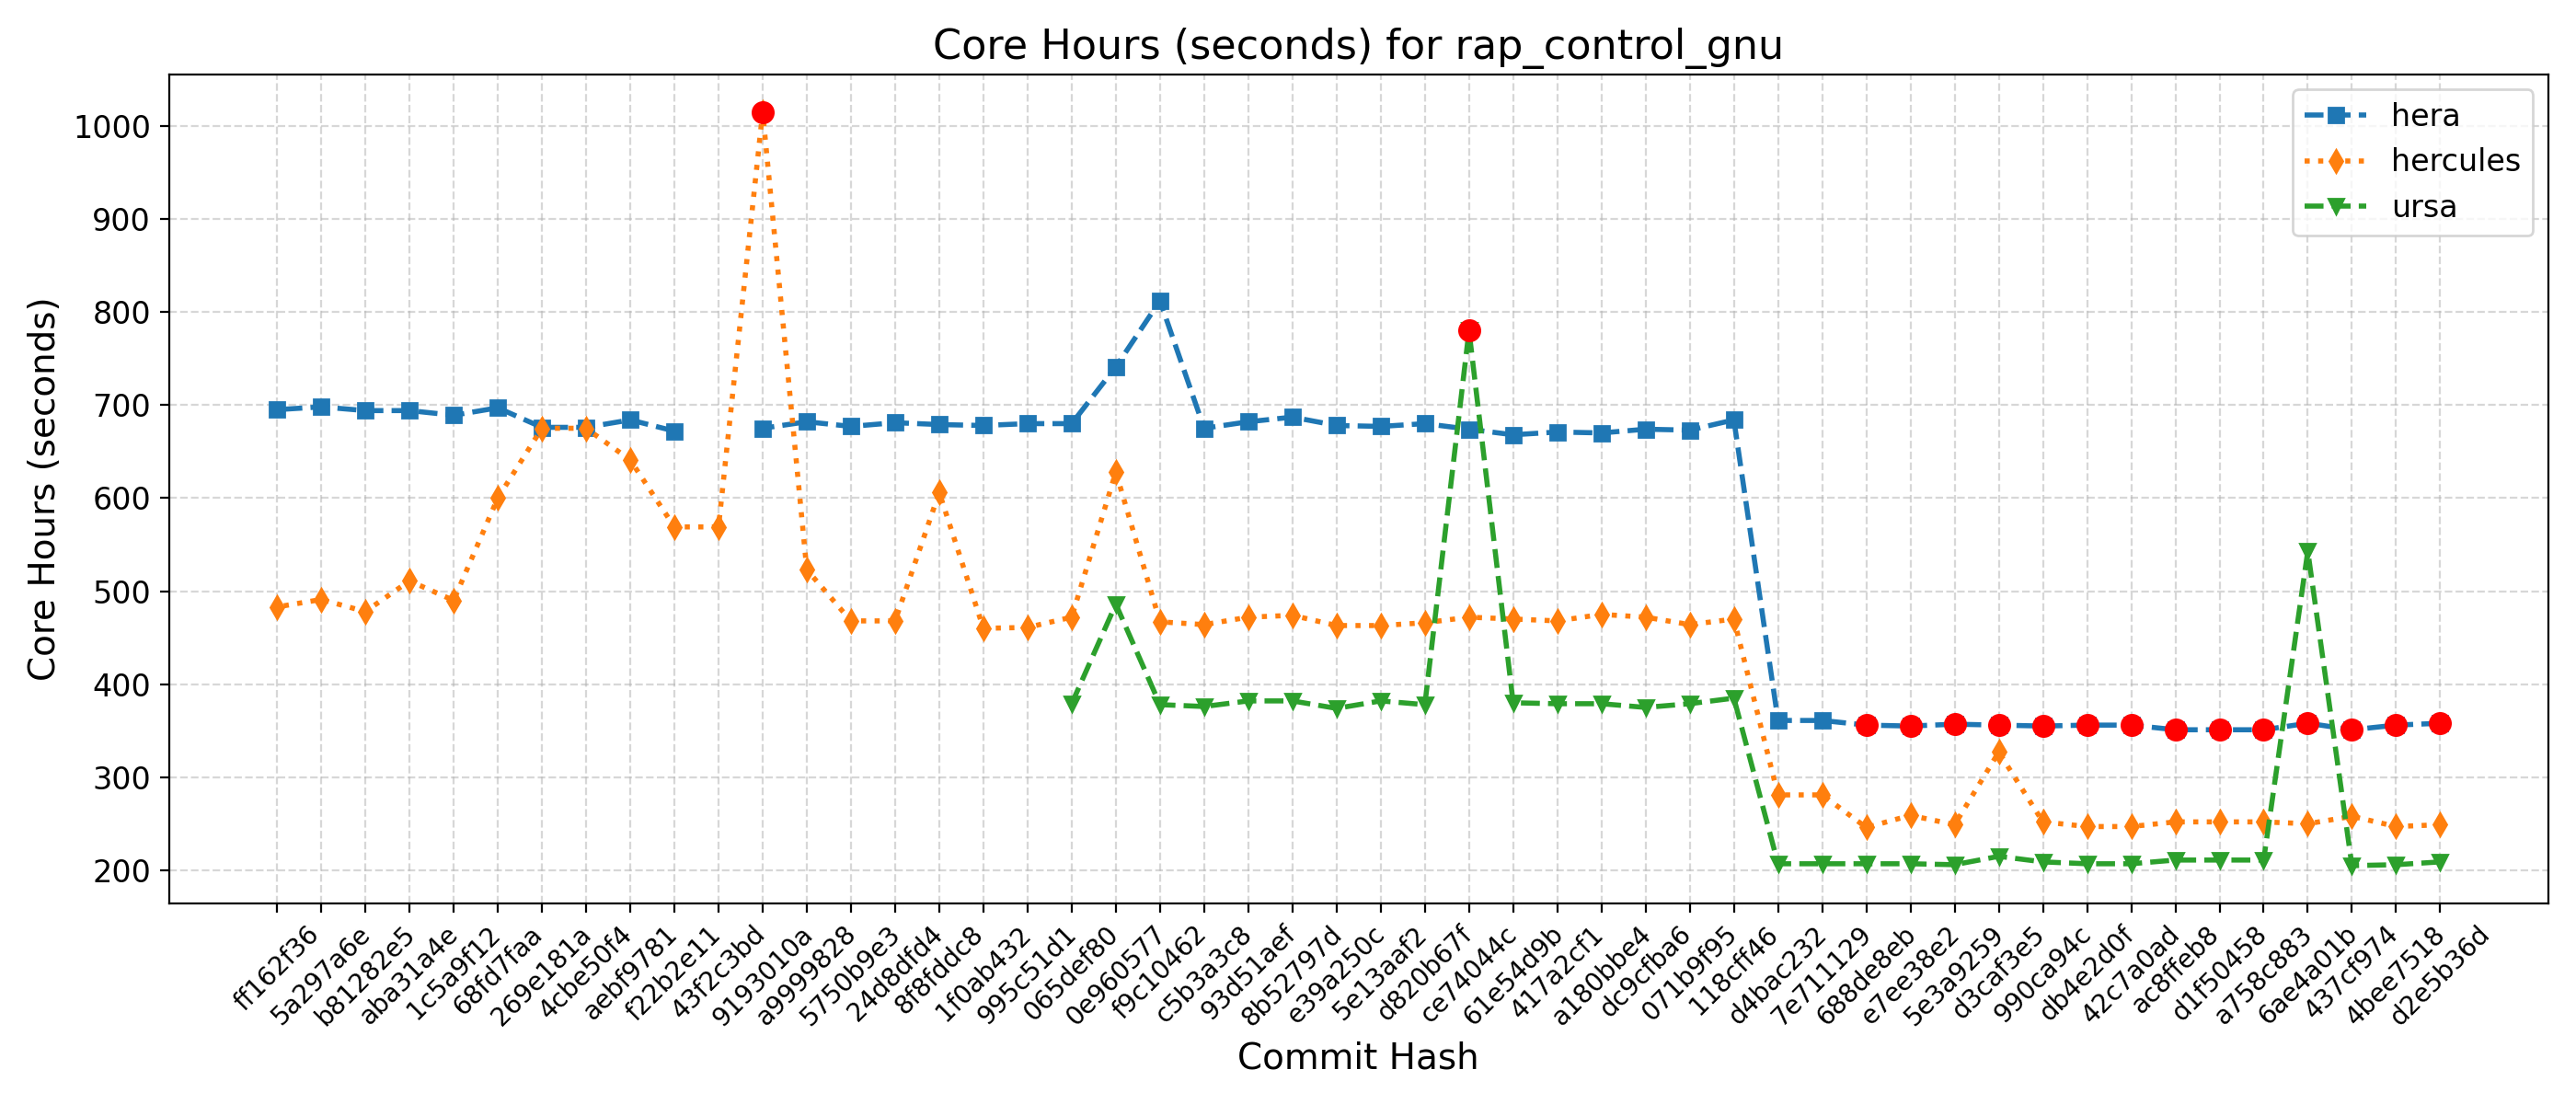 Core Hours (seconds) for rap_control_gnu
Core Hours (seconds)
1000
900
800
700
600
500
400
300
200
hera
hercules
ursa
ff162f36
5a297a6e
b81282e5
aba31a4e
1c5a9f12
68fd7faa
269e181a
4cbe50f4
aebf9781
f22b2e11
43f2c3bd
9193010a
a9999828
5750b9e3
24d8dfd4
8f8fddc8
1f0ab432
995c51d1
065def80
0e960577
f9c10462
c5b3a3c8
93d51aef
8b52797d
e39a250c
5e13aaf2
d820b67f
ce74044c
61e54d9b
417a2cf1
a180bbe4
dc9cfba6
071b9f95
118cff46
d4bac232
7e711129
688de8eb
e7ee38e2
5e3a9259
d3caf3e5
990ca94c
db4e2d0f
42c7a0ad
ac8ffeb8
d1f50458
a758c883
6ae4a01b
437cf974
4bee7518
d2e5b36d
Commit Hash